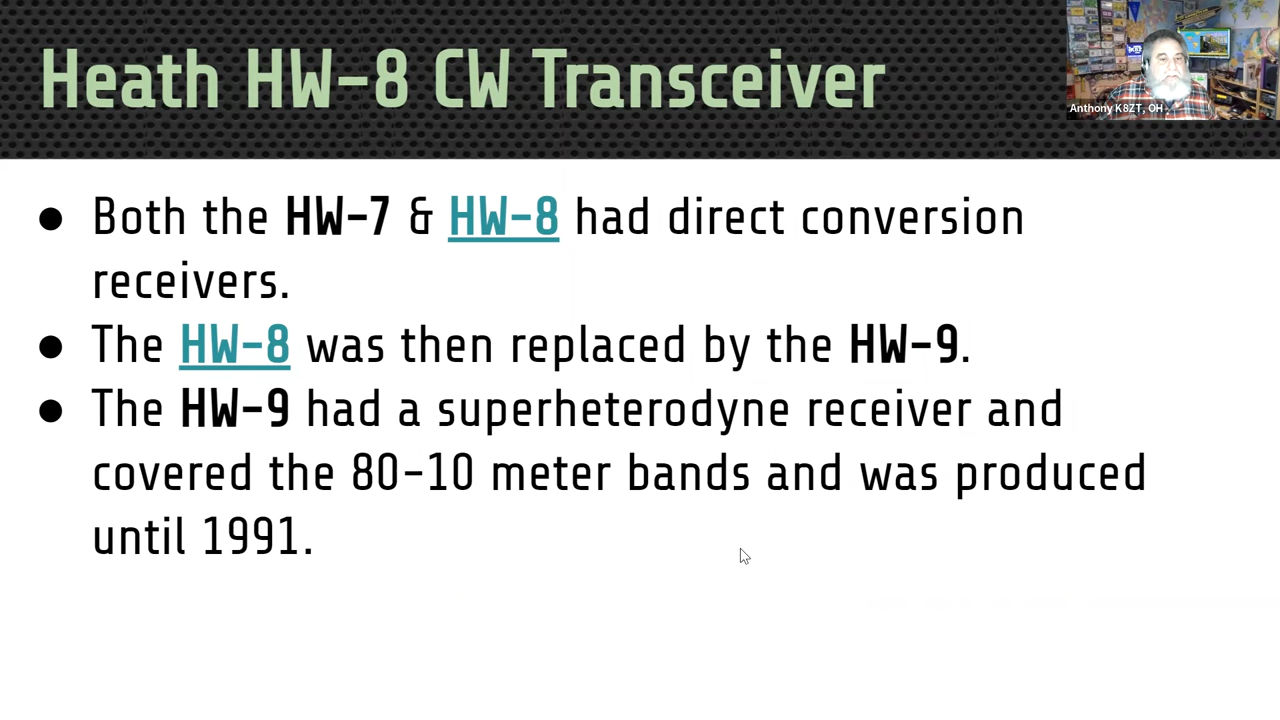 Heath HW-8 CW Transceiver
Anthony K8ZT, OH
● Both the HW-7 & HW-8 had direct conversion
receivers.
● The HW-8 was then replaced by the HW-9.
● The HW-9 had a superheterodyne receiver and
covered the 80-10 meter bands and was produced
until 1991.